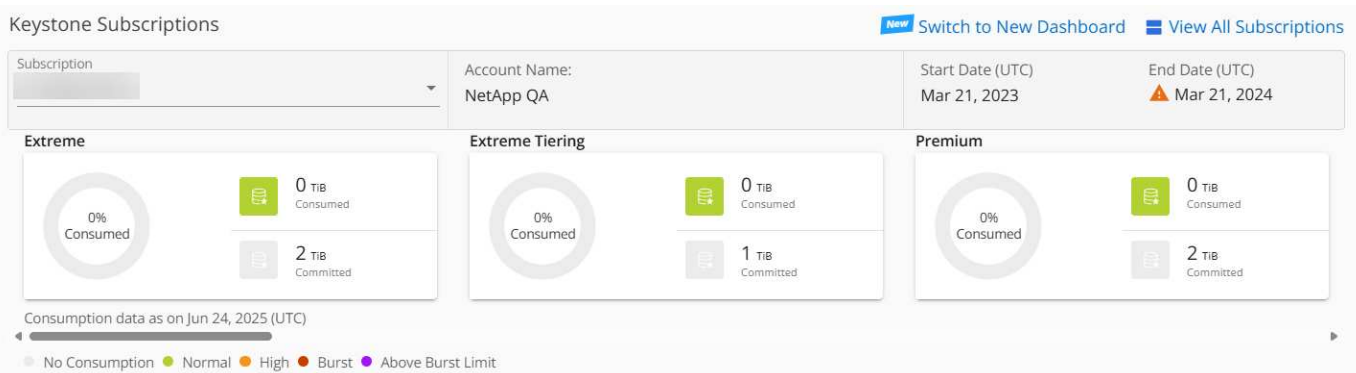 Keystone Subscriptions
New Switch to New Dashboard View All Subscriptions
Subscription
Account Name:
NetApp QA
Start Date (UTC)
Mar 21, 2023
End Date (UTC)
Mar 21, 2024
Extreme
0%
Consumed
0 TiB
Consumed
2 TiB
Committed
Extreme Tiering
0%
Consumed
0 TiB
Consumed
1 TiB
Committed
Premium
0%
Consumed
0 TiB
Consumed
2 TiB
Committed
Consumption data as on Jun 24, 2025 (UTC)
No Consumption Normal High Burst Above Burst Limit